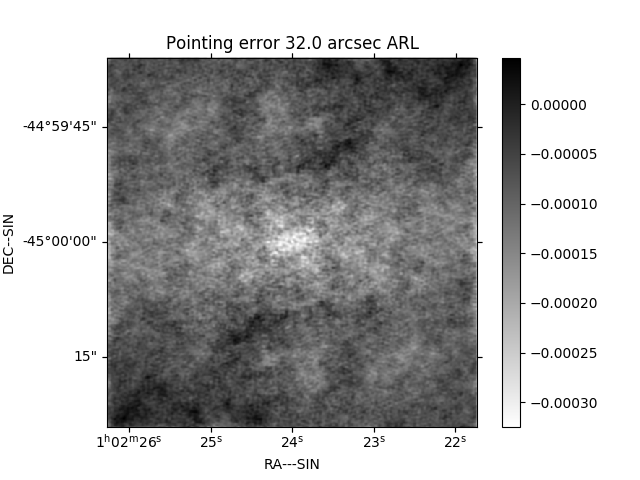 Pointing error 32.0 arcsec ARL
-44°59'45"
-45°00'00"
15"
DEC--SIN
1ʰ02ᵐ26ˢ 25ˢ 24ˢ 23ˢ 22ˢ
RA---SIN
0.00000
−0.00005
−0.00010
−0.00015
−0.00020
−0.00025
−0.00030